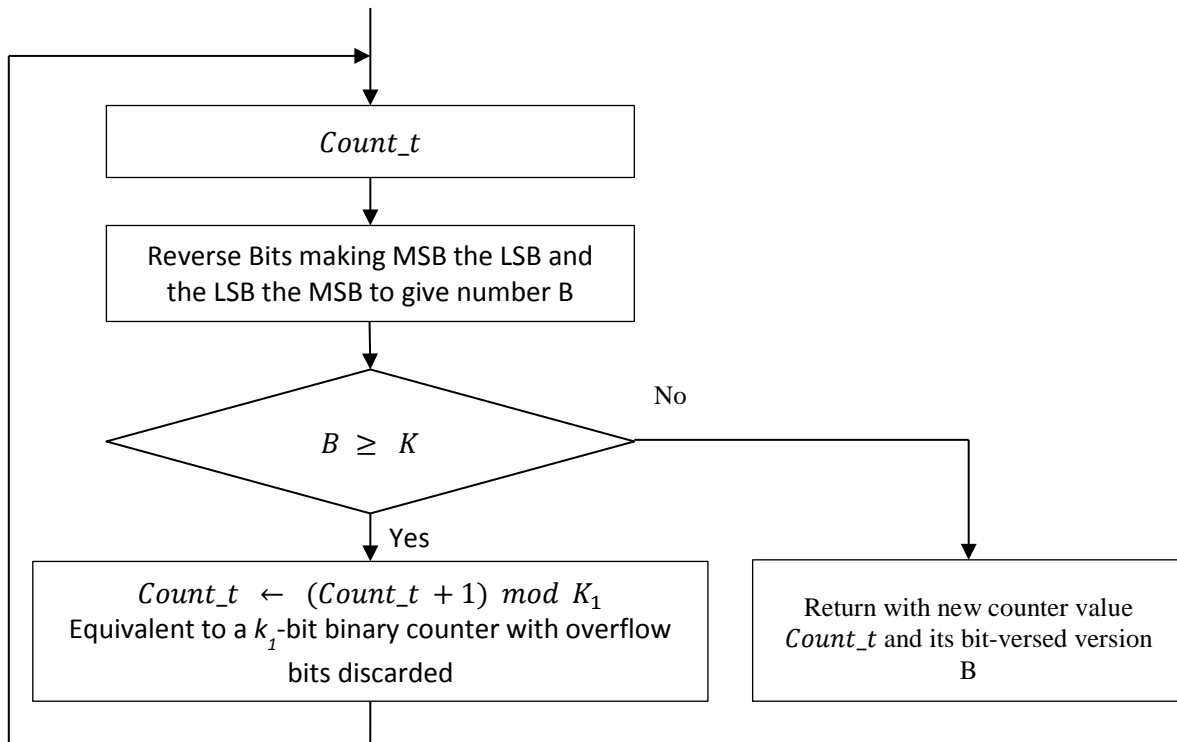 Count_t
Reverse Bits making MSB the LSB and
the LSB the MSB to give number B
B ≥ K
No
Yes
Count_t ← (Count_t + 1) mod K₁
Equivalent to a k₁-bit binary counter with overflow
bits discarded
Return with new counter value
Count_t and its bit-versed version
B